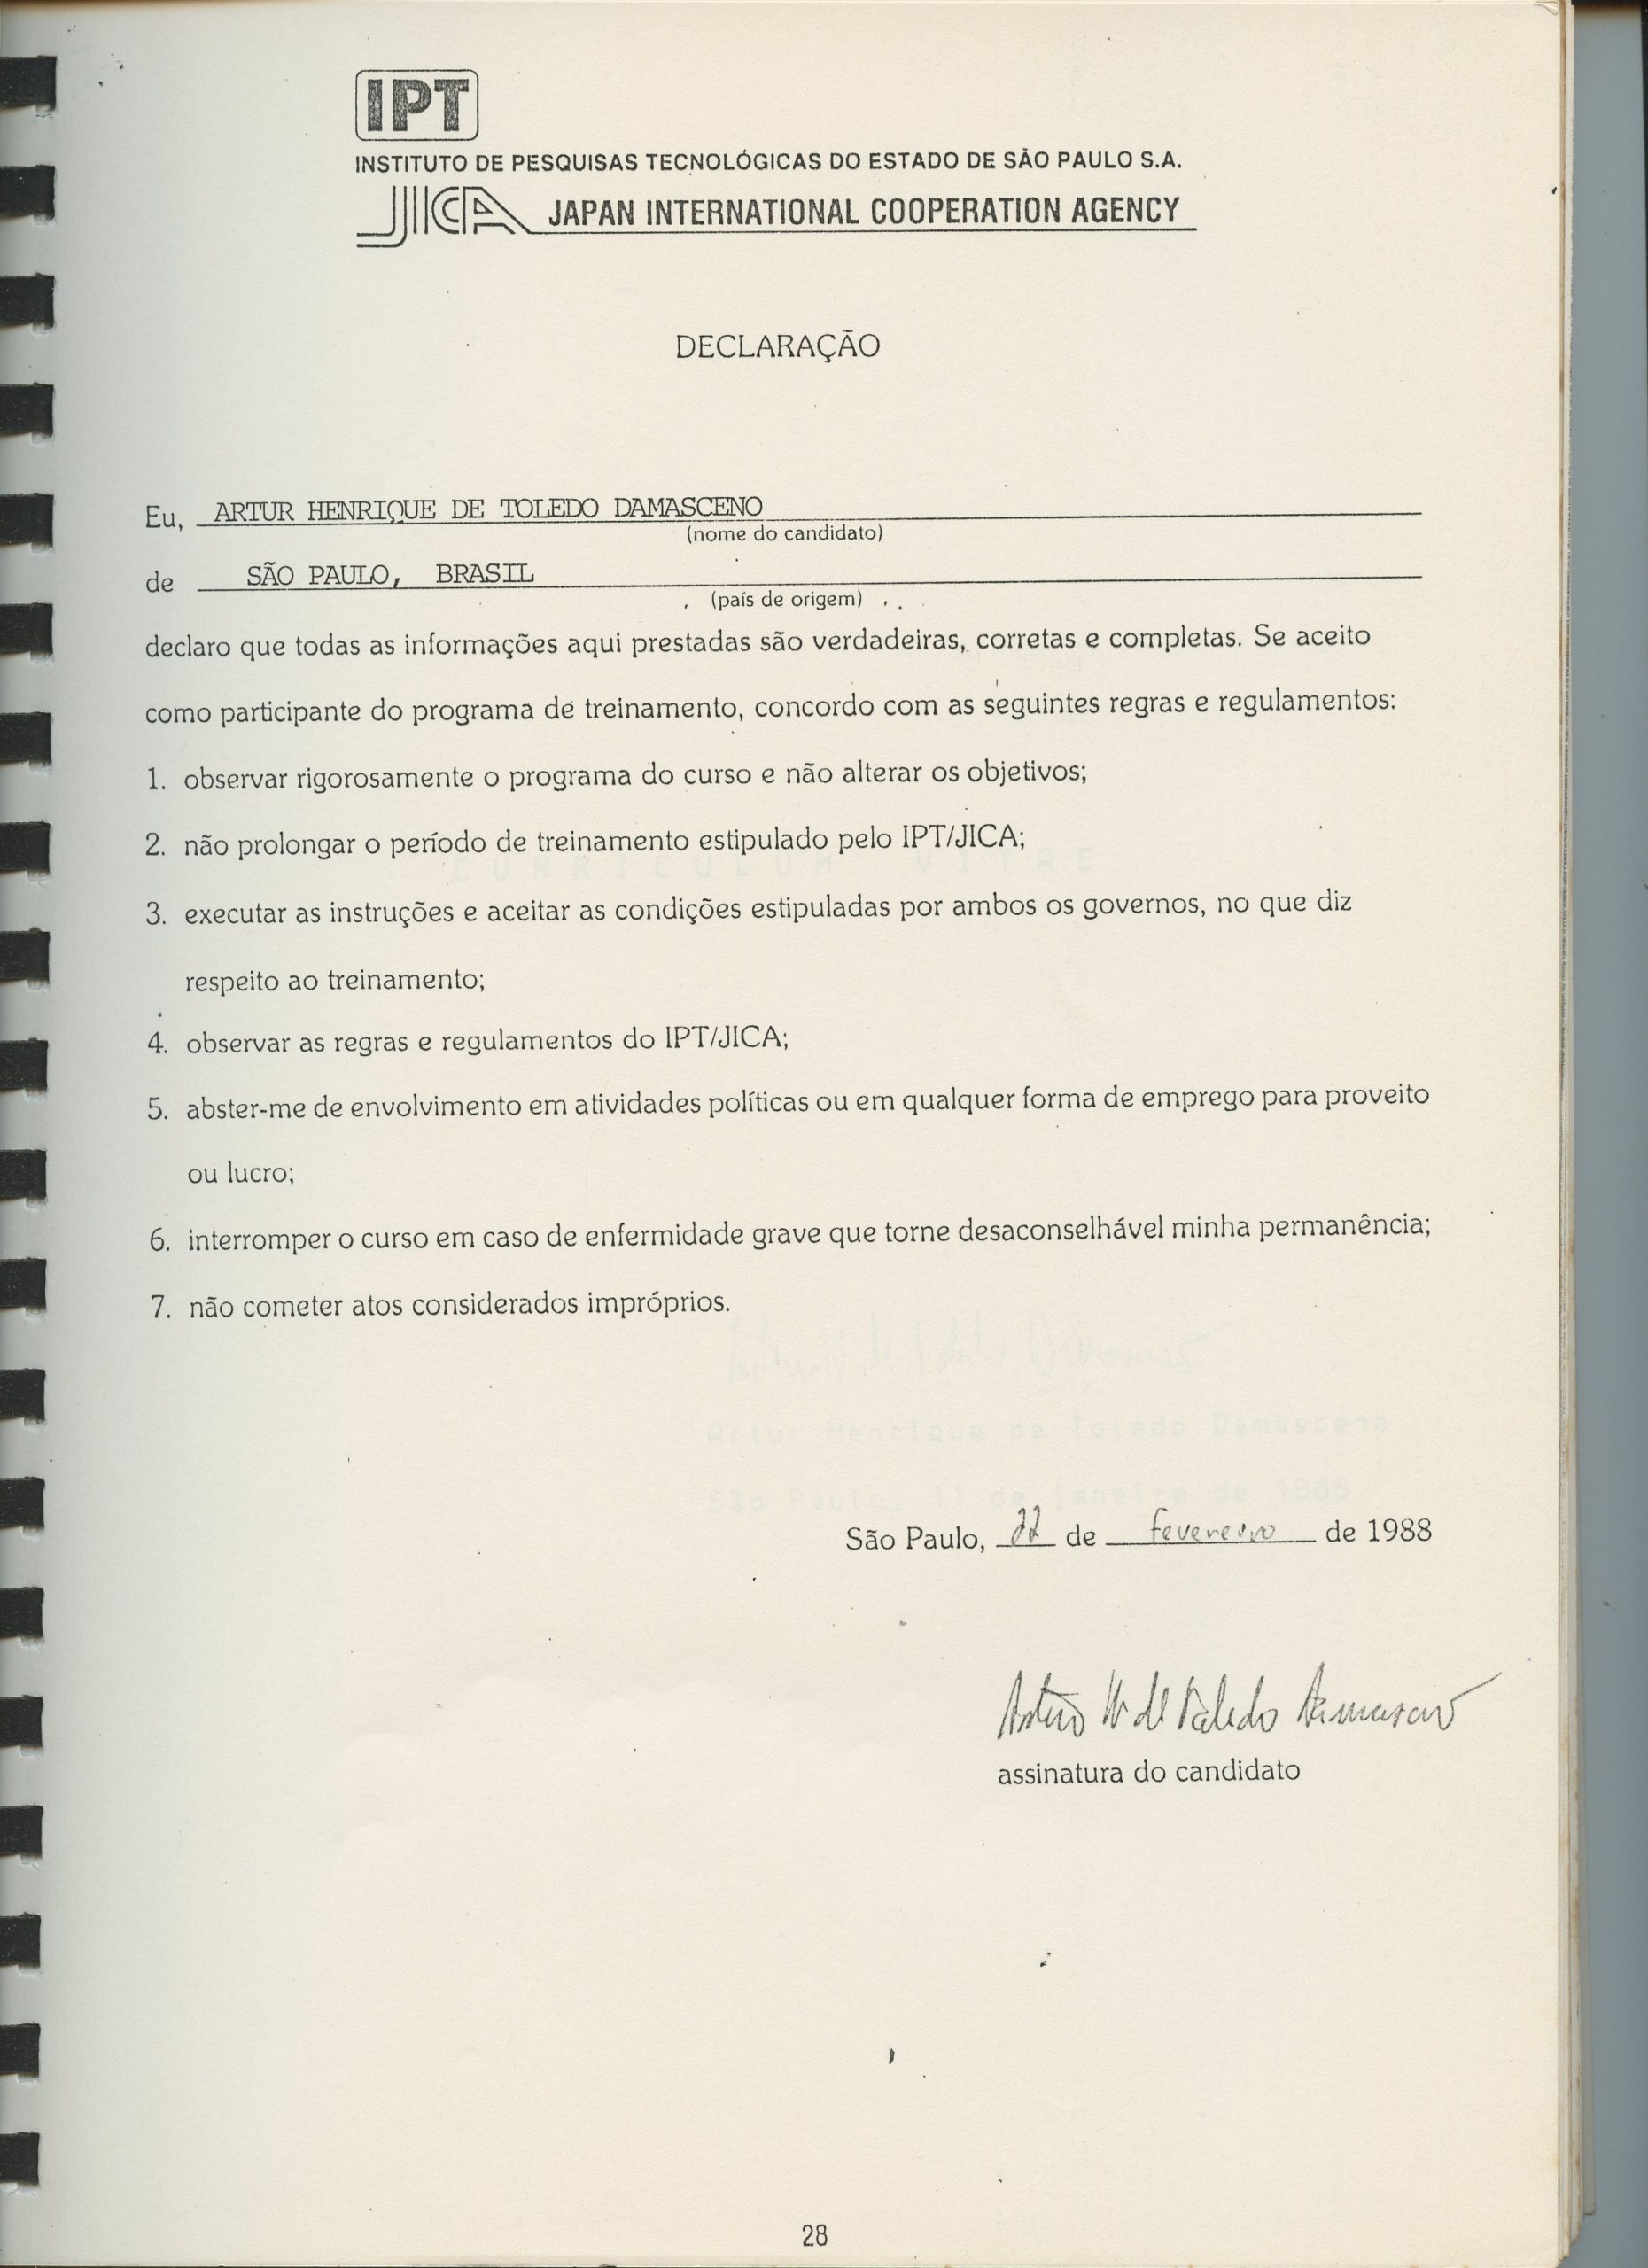 IPT
INSTITUTO DE PESQUISAS TECNOLÓGICAS DO ESTADO DE SÃO PAULO S.A.
JICA JAPAN INTERNATIONAL COOPERATION AGENCY
DECLARAÇÃO
Eu, ARTUR HENRIQUE DE TOLEDO DAMASCENO
(nome do candidato)
de SÃO PAULO, BRASIL
(país de origem)
declaro que todas as informações aqui prestadas são verdadeiras, corretas e completas. Se aceito
como participante do programa de treinamento, concordo com as seguintes regras e regulamentos:
1. observar rigorosamente o programa do curso e não alterar os objetivos;
2. não prolongar o período de treinamento estipulado pelo IPT/JICA;
3. executar as instruções e aceitar as condições estipuladas por ambos os governos, no que diz
respeito ao treinamento;
4. observar as regras e regulamentos do IPT/JICA;
5. abster-me de envolvimento em atividades políticas ou em qualquer forma de emprego para proveito
ou lucro;
6. interromper o curso em caso de enfermidade grave que torne desaconselhável minha permanência;
7. não cometer atos considerados impróprios.
São Paulo, 22 de fevereiro de 1988
Artur H de Toledo Damasceno
assinatura do candidato
28